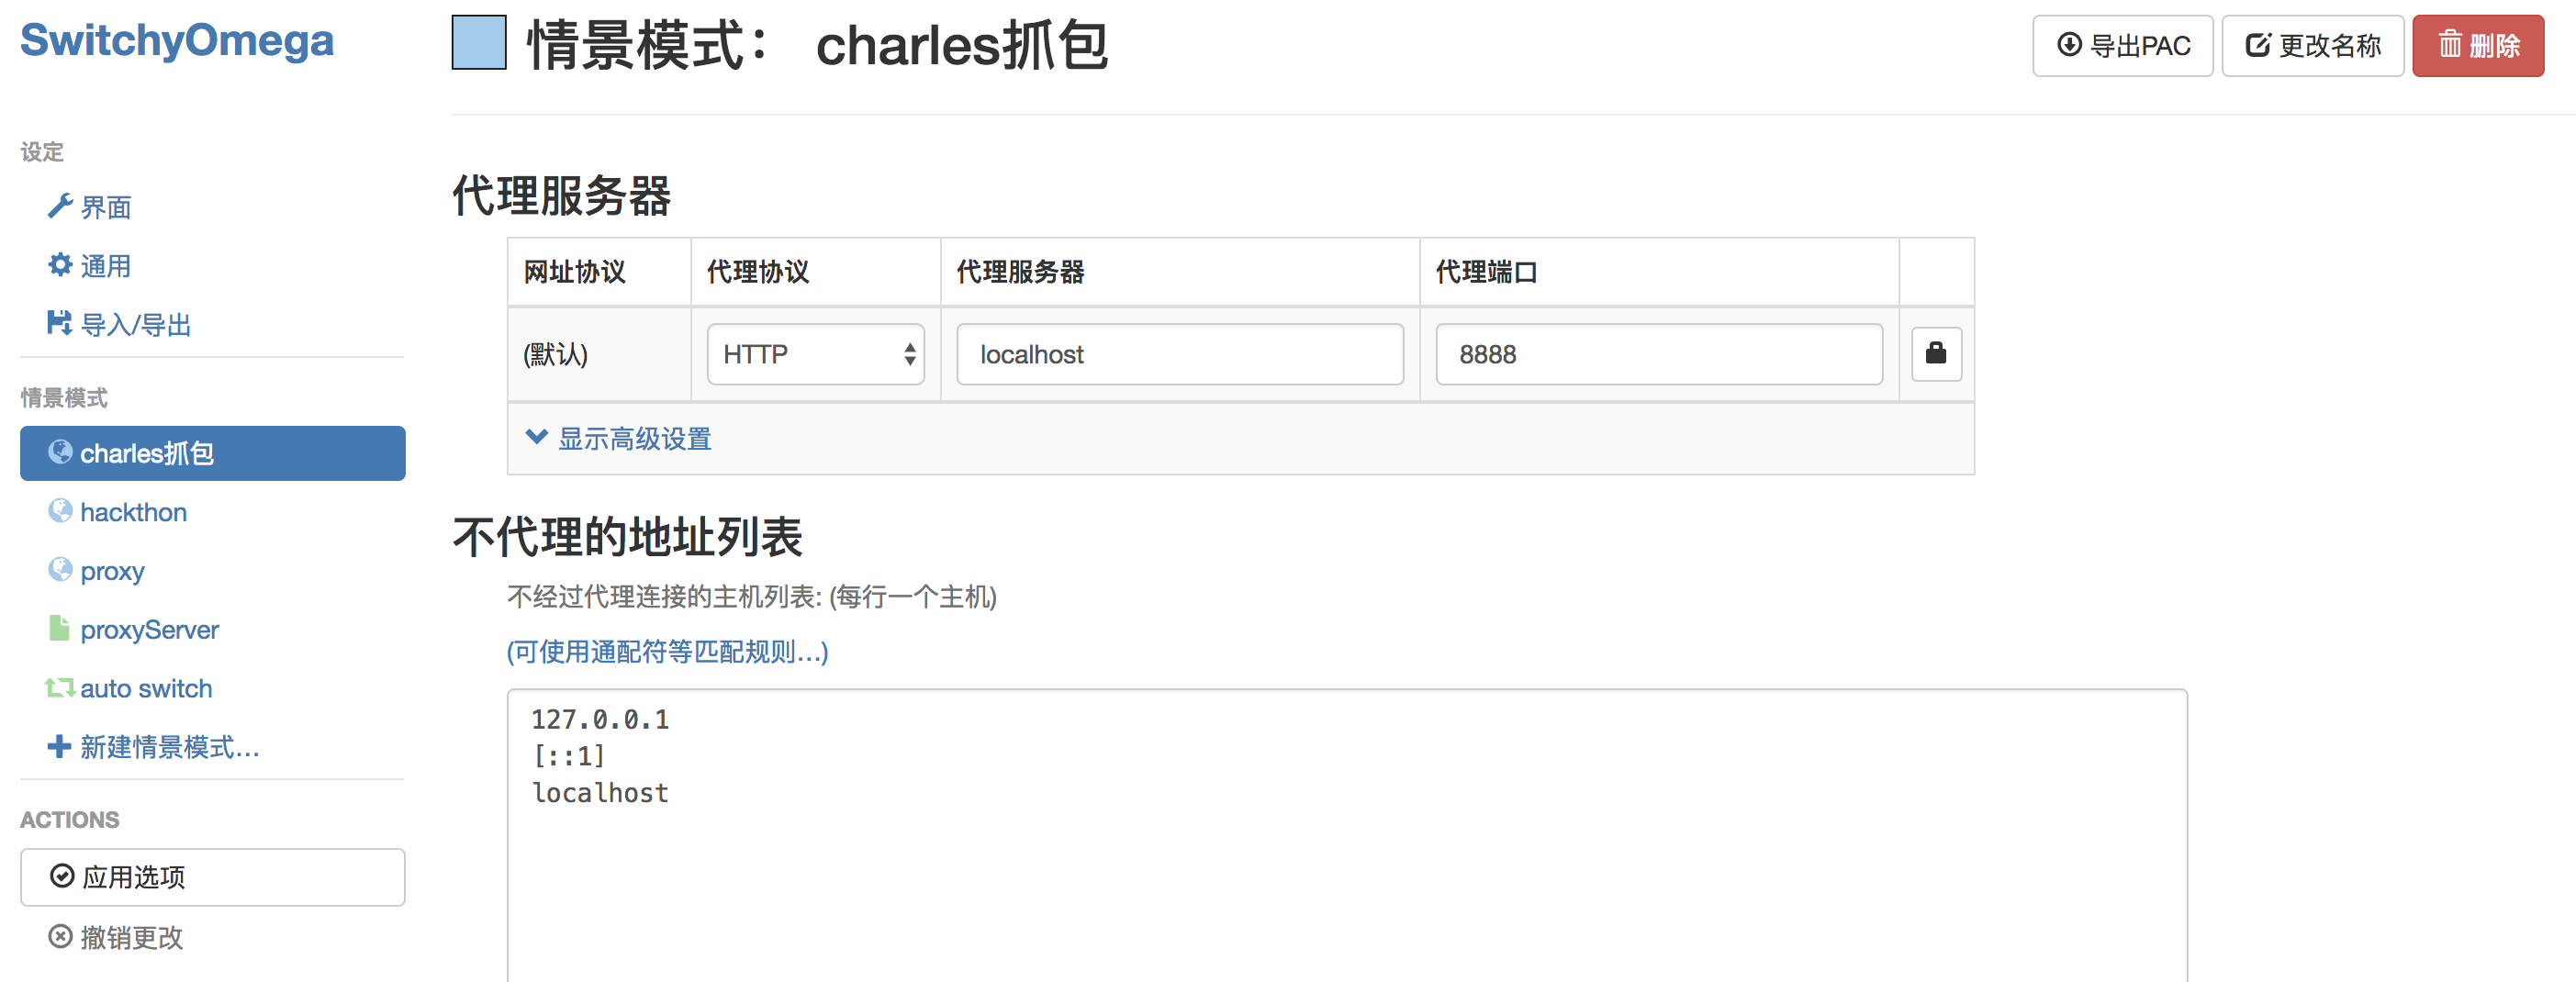 SwitchyOmega
设定
界面
通用
导入/导出
情景模式
charles抓包
hackthon
proxy
proxyServer
auto switch
新建情景模式...
ACTIONS
应用选项
撤销更改
情景模式： charles抓包
导出PAC 更改名称 删除
代理服务器
网址协议 代理协议 代理服务器 代理端口
(默认) HTTP localhost 8888
显示高级设置
不代理的地址列表
不经过代理连接的主机列表: (每行一个主机)
(可使用通配符等匹配规则...)
127.0.0.1
[::1]
localhost